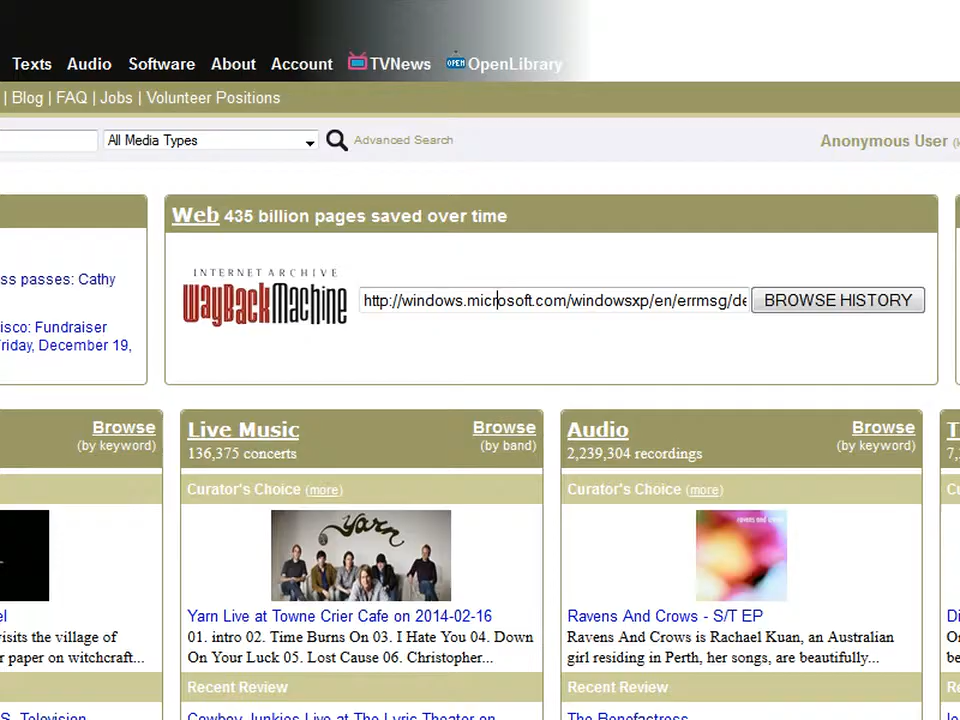 Texts Audio Software About Account TVNews OPEN OpenLibrary
| Blog | FAQ | Jobs | Volunteer Positions
All Media Types Advanced Search Anonymous User
Web 435 billion pages saved over time
ss passes: Cathy
isco: Fundraiser
riday, December 19,
INTERNET ARCHIVE
WayBackMachine
http://windows.microsoft.com/windowsxp/en/errmsg/de BROWSE HISTORY
Browse
(by keyword)
Live Music Browse
136,375 concerts (by band)
Audio Browse
2,239,304 recordings (by keyword)
Curator's Choice (more)
Curator's Choice (more)
yarn
ravens and crows
Yarn Live at Towne Crier Cafe on 2014-02-16
01. intro 02. Time Burns On 03. I Hate You 04. Down
On Your Luck 05. Lost Cause 06. Christopher...
Ravens And Crows - S/T EP
Ravens And Crows is Rachael Kuan, an Australian
girl residing in Perth, her songs, are beautifully...
isits the village of
r paper on witchcraft...
Recent Review
Recent Review
S. Television
Cowboy Junkies Live at The Lyric Theater on
The Benefactress